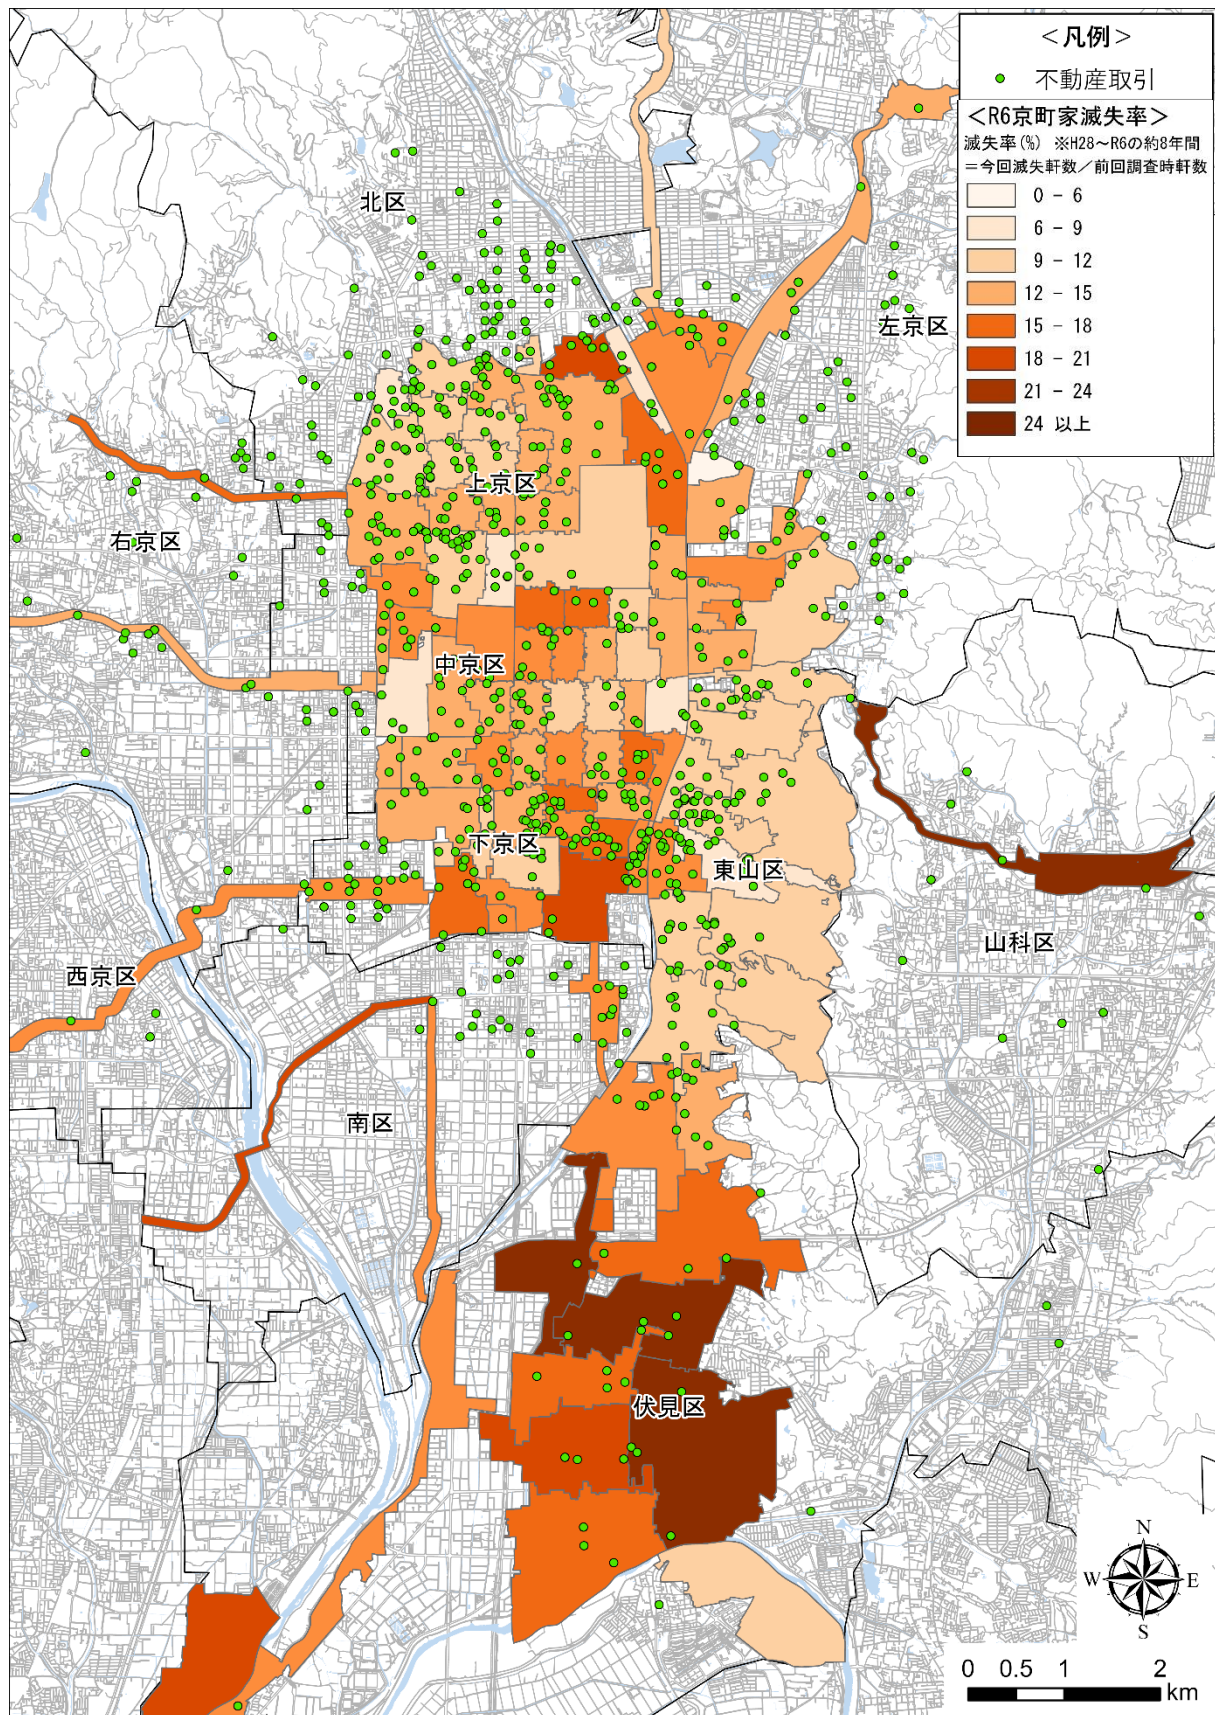 ＜凡例＞
不動産取引
＜R6京町家滅失率＞
滅失率(%) ※H28～R6の約8年間
＝今回滅失軒数／前回調査時軒数
0 - 6
6 - 9
9 - 12
12 - 15
15 - 18
18 - 21
21 - 24
24 以上
北区
左京区
上京区
右京区
中京区
下京区
東山区
山科区
西京区
南区
伏見区
N
W E
S
0 0.5 1 2
km